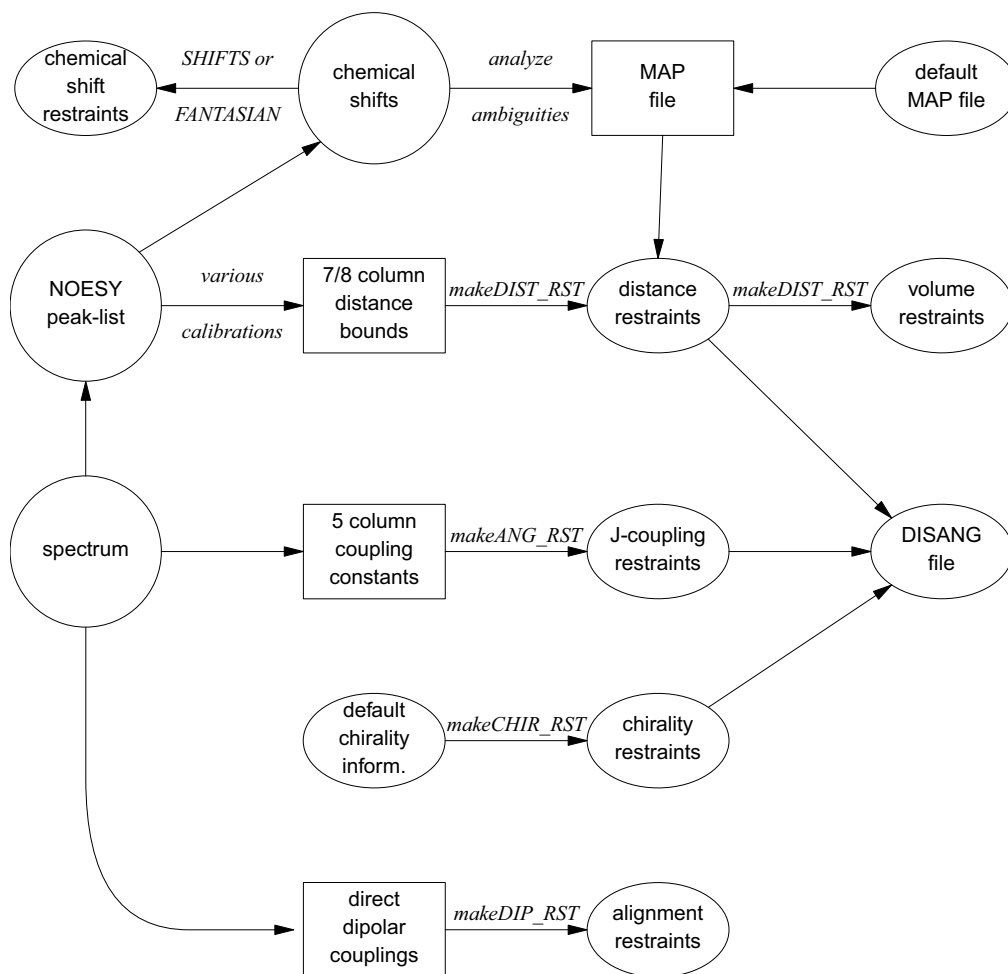 chemical
shift
restraints
SHIFTS or
FANTASIAN
chemical
shifts
analyze
ambiguities
MAP
file
default
MAP file
NOESY
peak-list
various
calibrations
7/8 column
distance
bounds
makeDIST_RST
distance
restraints
makeDIST_RST
volume
restraints
spectrum
5 column
coupling
constants
makeANG_RST
J-coupling
restraints
DISANG
file
default
chirality
inform.
makeCHIR_RST
chirality
restraints
direct
dipolar
couplings
makeDIP_RST
alignment
restraints